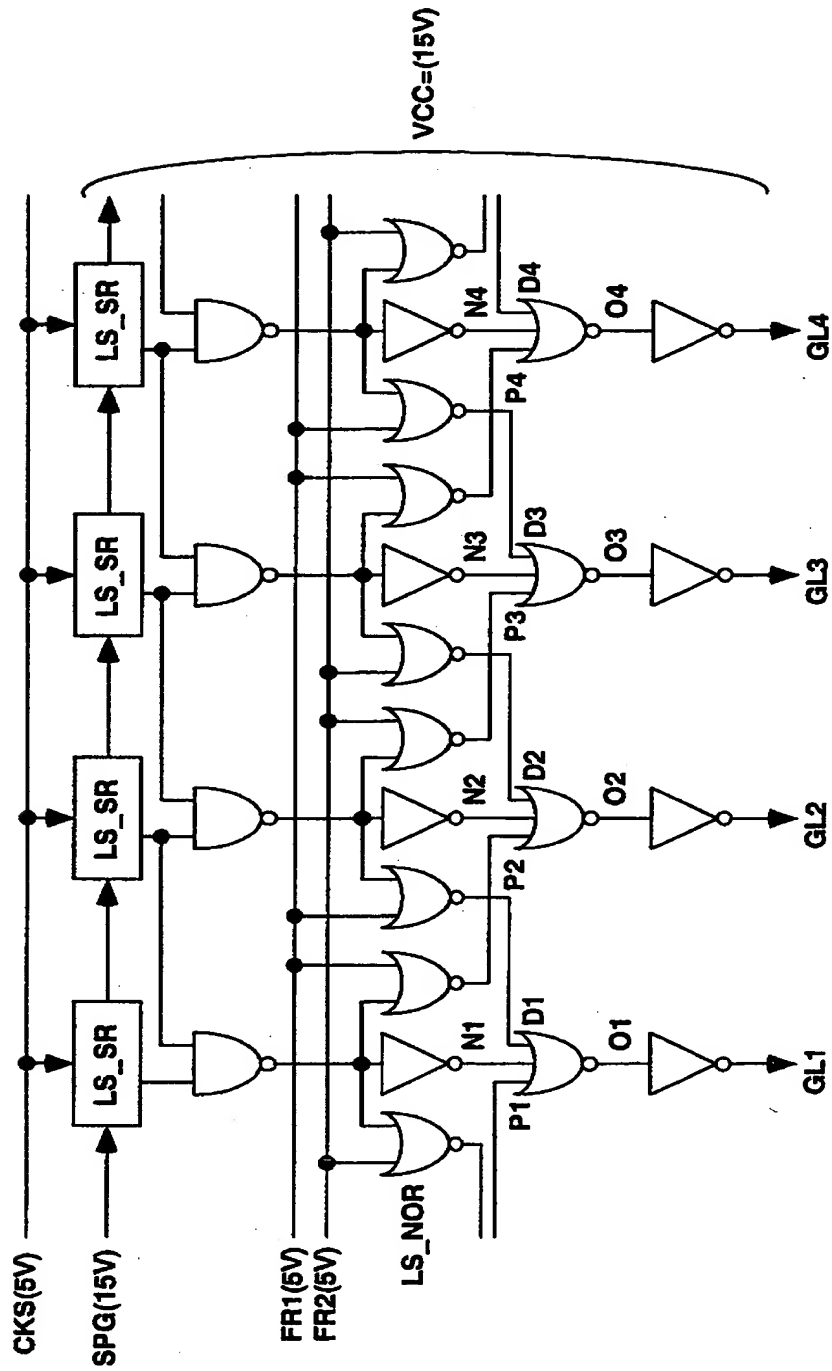 CKS(5V)
SPG(15V)
LS_SR
LS_SR
LS_SR
LS_SR
VCC=(15V)
FR1(5V)
FR2(5V)
LS_NOR
N1
N2
N3
N4
P1
D1
P2
D2
P3
D3
P4
D4
O1
O2
O3
O4
GL1
GL2
GL3
GL4